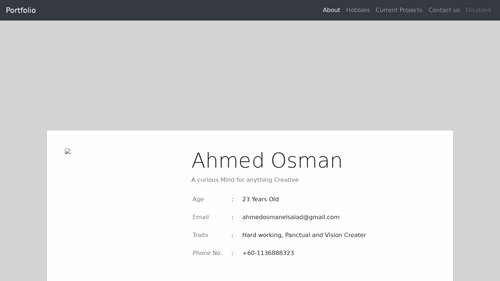 Portfolio
About Hobbies Current Projects Contact us Disabled
Ahmed Osman
A curious Mind for anything Creative
Age : 23 Years Old
Email : ahmedosmanelsaiad@gmail.com
Traits : Hard working, Panctual and Vision Creater
Phone No. : +60-1136888323